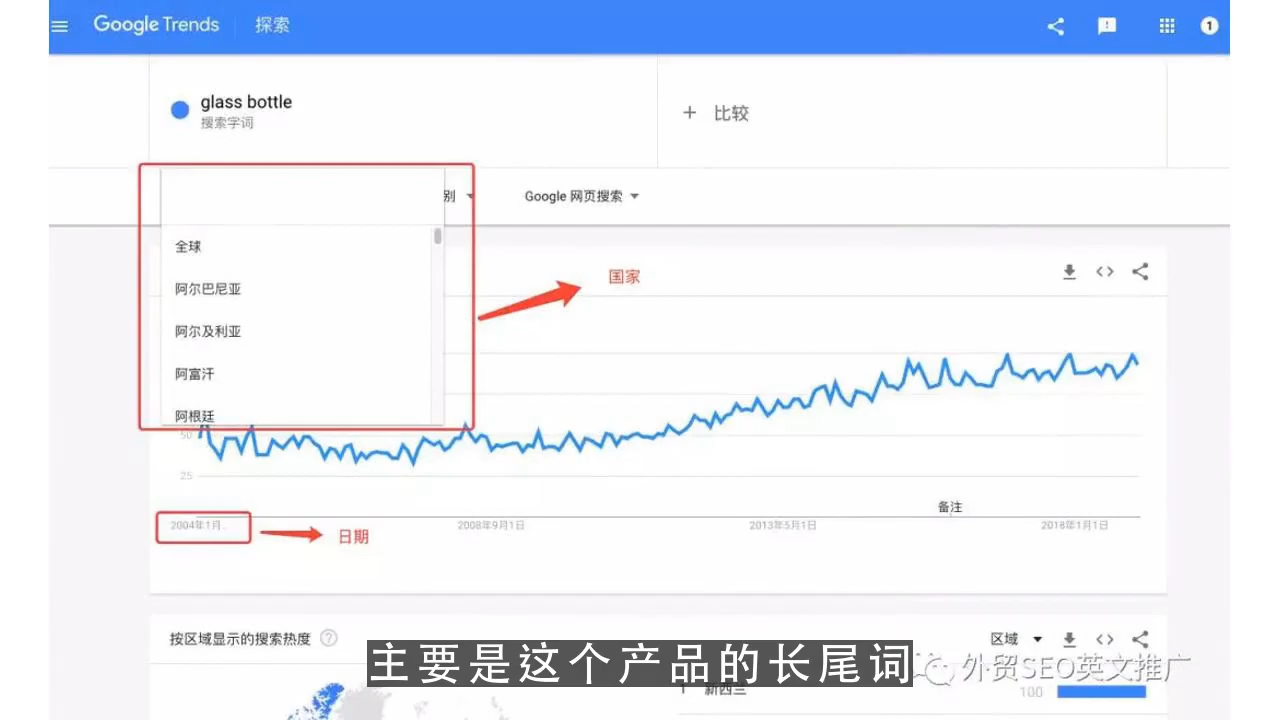 Google Trends 探索
1
glass bottle
搜索字词
+ 比较
别
Google 网页搜索
全球
阿尔巴尼亚
阿尔及利亚
阿富汗
阿根廷
国家
50
25
备注
2004年1月..
2008年9月1日
2013年5月1日
2018年1月1日
日期
按区域显示的搜索热度 ?
区域
主要是这个产品的长尾词
外贸SEO英文推广
1 新西兰
100